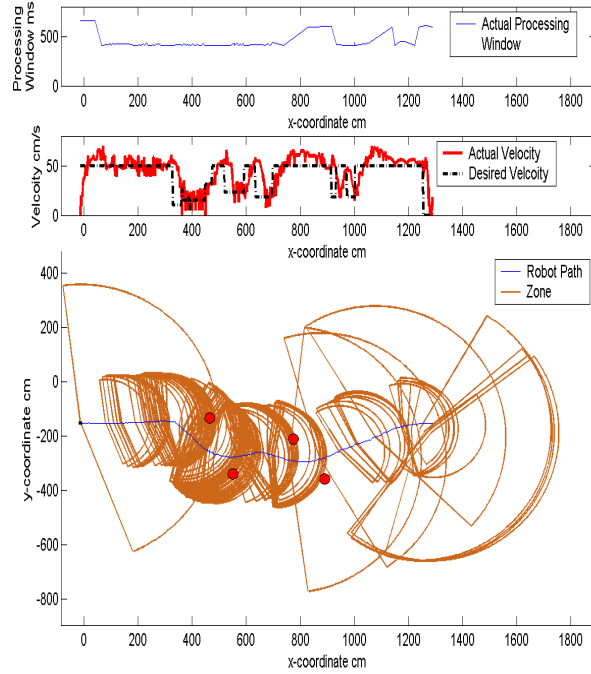 Processing
Window ms
500
0
0 200 400 600 800 1000 1200 1400 1600 1800
x-coordinate cm
Actual Processing
Window
Velcoity cm/s
50
0
0 200 400 600 800 1000 1200 1400 1600 1800
x-coordinate cm
Actual Velocity
Desired Velcoity
y-coordinate cm
400
200
0
-200
-400
-600
-800
0 200 400 600 800 1000 1200 1400 1600 1800
x-coordinate cm
Robot Path
Zone